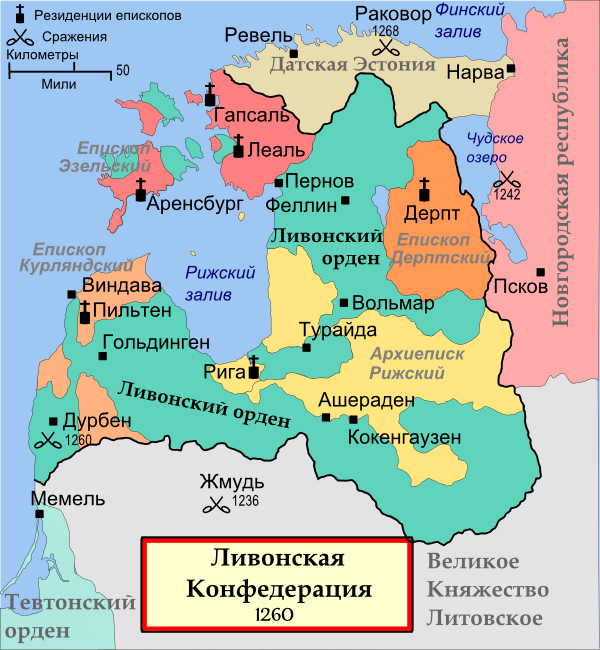 Резиденции епископов
Сражения
Километры
50
Мили
Раковор
1268
Финский
залив
Ревель
Датская Эстония
Нарва
Новгородская республика
Гапсаль
Леаль
Епископ
Эзельский
Аренсбург
Чудское
озеро
1242
Пернов
Феллин
Дерпт
Ливонский
орден
Епископ
Дерптский
Псков
Епископ
Курляндский
Рижский
залив
Виндава
Пильтен
Вольмар
Гольдинген
Турайда
Рига
Архиеписк
Рижский
Ливонский орден
Ашераден
Кокенгаузен
Дурбен
1260
Жмудь
1236
Мемель
Ливонская
Конфедерация
1260
Великое
Княжество
Литовское
Тевтонский
орден